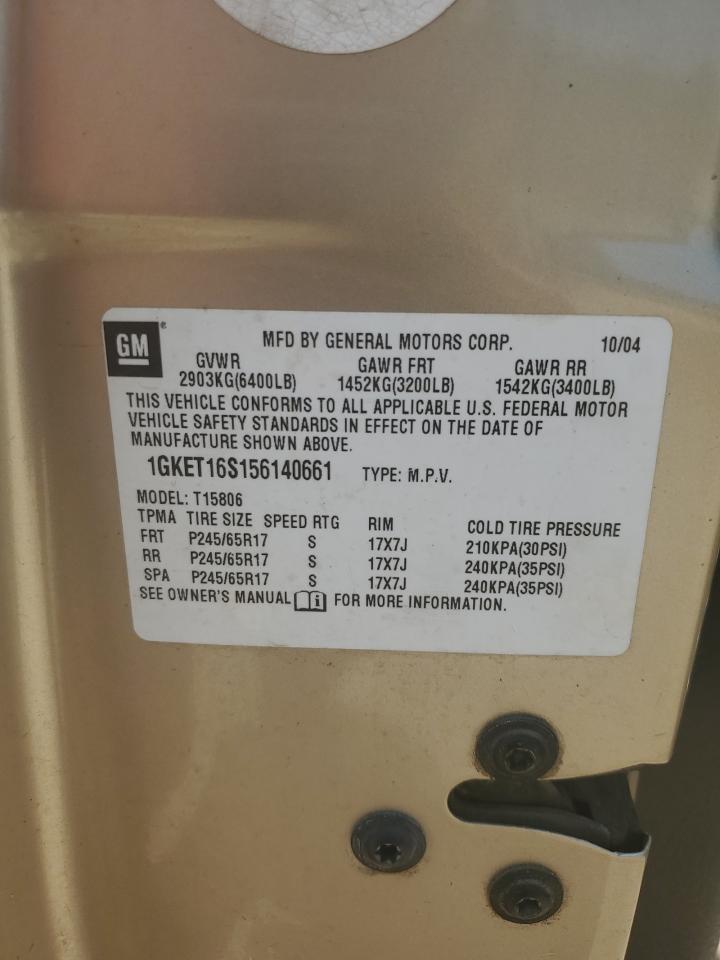 GM ® MFD BY GENERAL MOTORS CORP. 10/04
GVWR GAWR FRT GAWR RR
2903KG(6400LB) 1452KG(3200LB) 1542KG(3400LB)
THIS VEHICLE CONFORMS TO ALL APPLICABLE U.S. FEDERAL MOTOR
VEHICLE SAFETY STANDARDS IN EFFECT ON THE DATE OF
MANUFACTURE SHOWN ABOVE.
1GKET16S156140661 TYPE: M.P.V.
MODEL: T15806
TPMA TIRE SIZE SPEED RTG RIM COLD TIRE PRESSURE
FRT P245/65R17 S 17X7J 210KPA(30PSI)
RR P245/65R17 S 17X7J 240KPA(35PSI)
SPA P245/65R17 S 17X7J 240KPA(35PSI)
SEE OWNER'S MANUAL i FOR MORE INFORMATION.